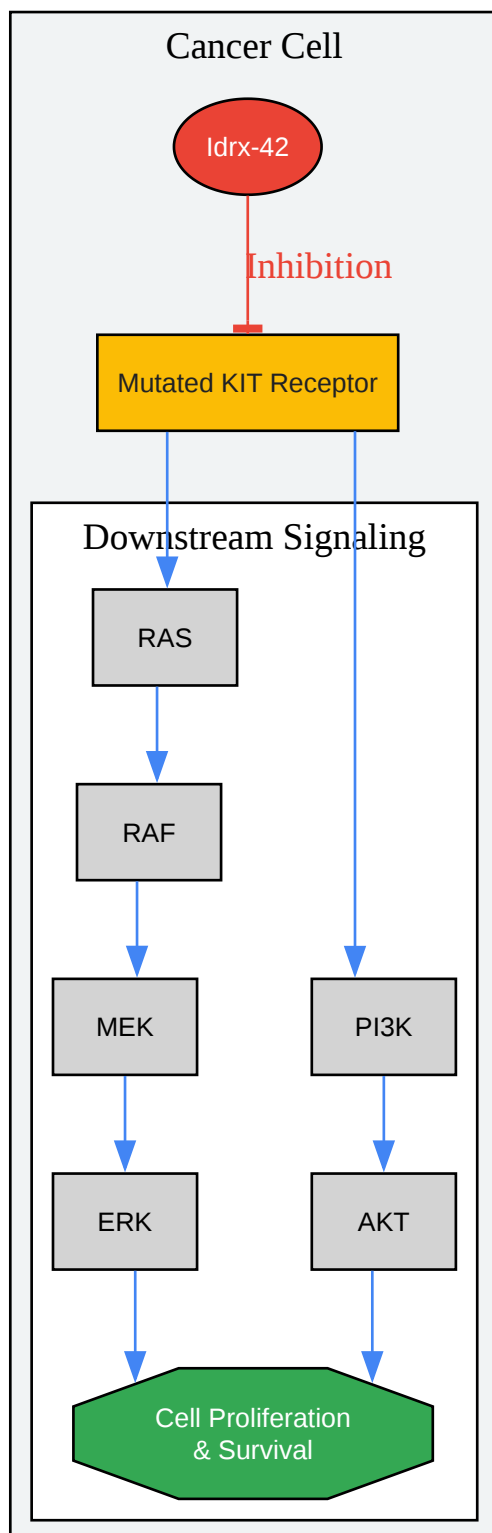 Cancer Cell
Idrx-42
Inhibition
Mutated KIT Receptor
Downstream Signaling
RAS
RAF
MEK
PI3K
ERK
AKT
Cell Proliferation
& Survival